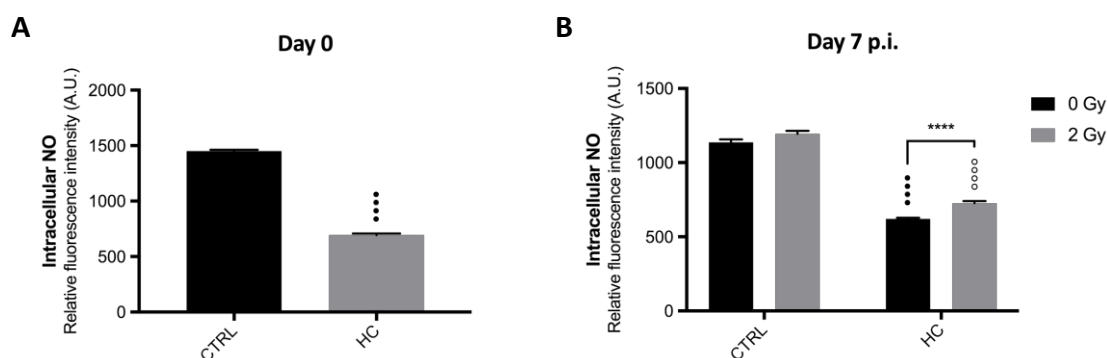 A
Day 0
Intracellular NO
Relative fluorescence intensity (A.U.)
2000
1500
1000
500
0
CTRL
HC
B
Day 7 p.i.
Intracellular NO
Relative fluorescence intensity (A.U.)
1500
1000
500
0
****
CTRL
HC
0 Gy
2 Gy